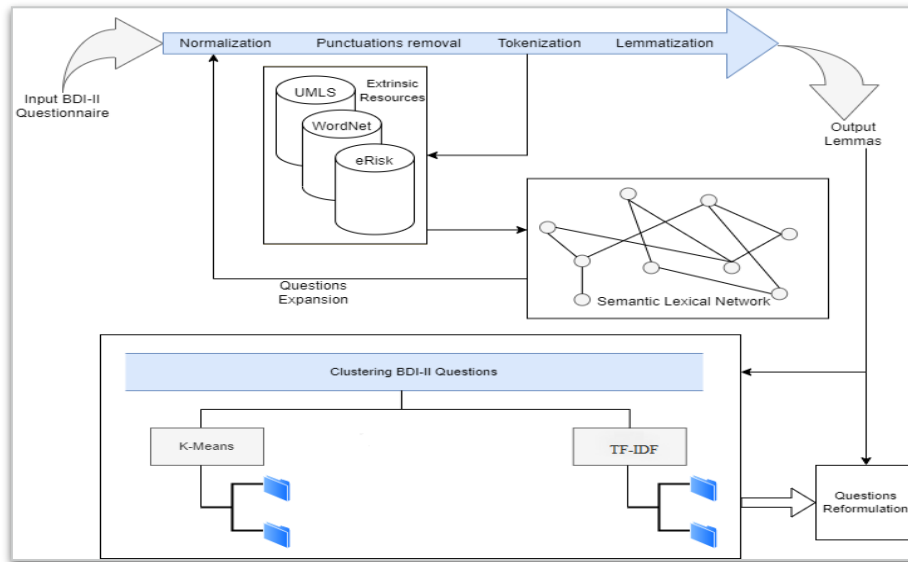 Normalization Punctuations removal Tokenization Lemmatization
Input BDI-II
Questionnaire
Extrinsic
Resources
UMLS
WordNet
eRisk
Output
Lemmas
Questions
Expansion
Semantic Lexical Network
Clustering BDI-II Questions
K-Means
TF-IDF
Questions
Reformulation